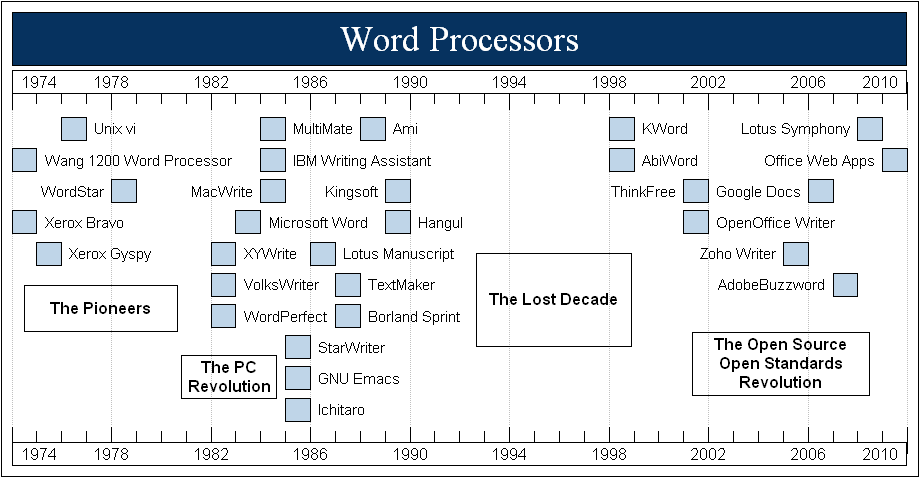 Word Processors
1974 1978 1982 1986 1990 1994 1998 2002 2006 2010
Unix vi MultiMate Ami KWord Lotus Symphony
Wang 1200 Word Processor IBM Writing Assistant AbiWord Office Web Apps
WordStar MacWrite Kingsoft ThinkFree Google Docs
Xerox Bravo Microsoft Word Hangul OpenOffice Writer
Xerox Gyspy XYWrite Lotus Manuscript Zoho Writer
VolksWriter TextMaker AdobeBuzzword
The Pioneers
The Lost Decade
WordPerfect Borland Sprint
StarWriter
The PC
Revolution
GNU Emacs
Ichitaro
The Open Source
Open Standards
Revolution
1974 1978 1982 1986 1990 1994 1998 2002 2006 2010